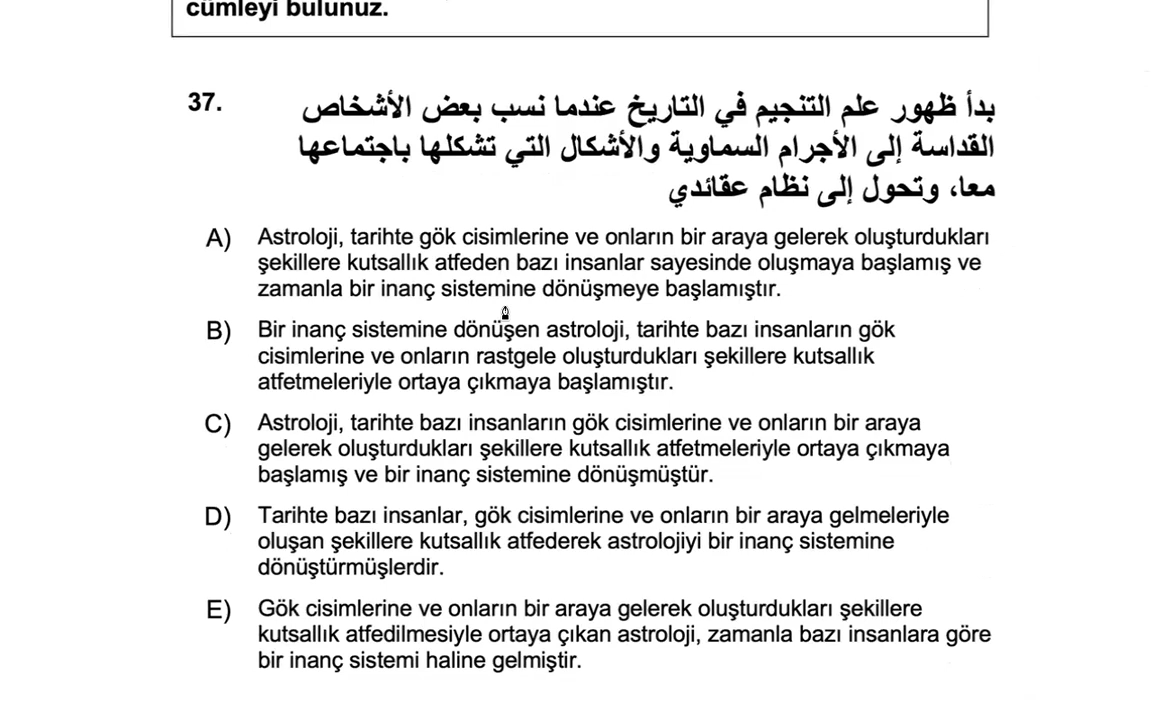 cümleyi bulunuz.
37.
بدأ ظهور علم التنجيم في التاريخ عندما نسب بعض الأشخاص
القداسة إلى الأجرام السماوية والأشكال التي تشكلها باجتماعها
معا، وتحول إلى نظام عقائدي
A) Astroloji, tarihte gök cisimlerine ve onların bir araya gelerek oluşturdukları
şekillere kutsallık atfeden bazı insanlar sayesinde oluşmaya başlamış ve
zamanla bir inanç sistemine dönüşmeye başlamıştır.
B) Bir inanç sistemine dönüşen astroloji, tarihte bazı insanların gök
cisimlerine ve onların rastgele oluşturdukları şekillere kutsallık
atfetmeleriyle ortaya çıkmaya başlamıştır.
C) Astroloji, tarihte bazı insanların gök cisimlerine ve onların bir araya
gelerek oluşturdukları şekillere kutsallık atfetmeleriyle ortaya çıkmaya
başlamış ve bir inanç sistemine dönüşmüştür.
D) Tarihte bazı insanlar, gök cisimlerine ve onların bir araya gelmeleriyle
oluşan şekillere kutsallık atfederek astrolojiyi bir inanç sistemine
dönüştürmüşlerdir.
E) Gök cisimlerine ve onların bir araya gelerek oluşturdukları şekillere
kutsallık atfedilmesiyle ortaya çıkan astroloji, zamanla bazı insanlara göre
bir inanç sistemi haline gelmiştir.